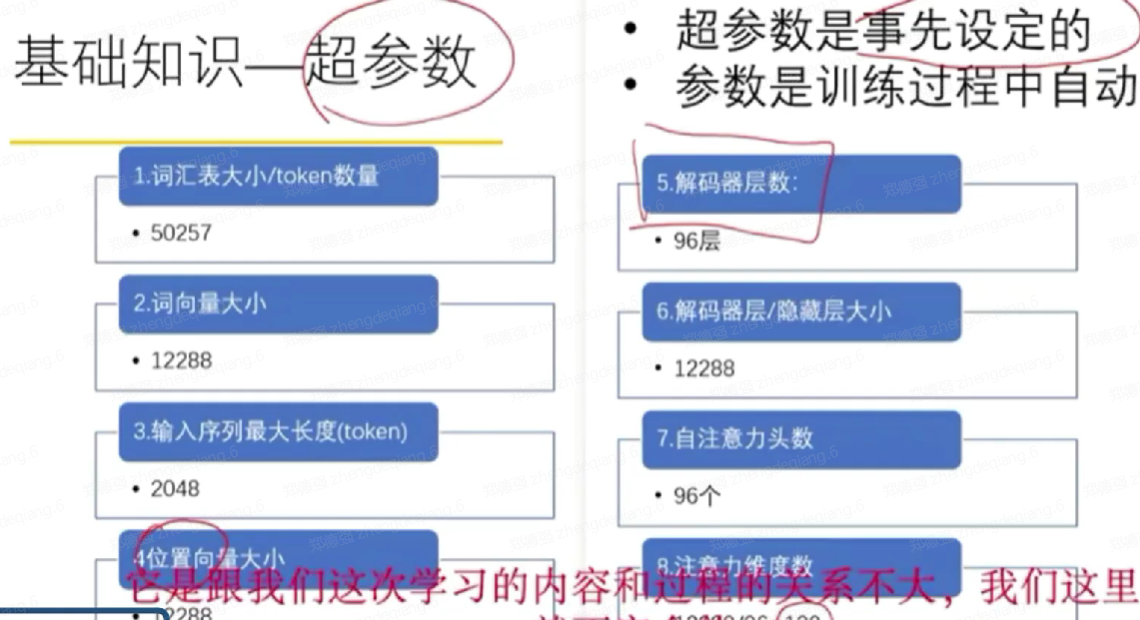 基础知识—超参数
1.词汇表大小/token数量
• 50257
2.词向量大小
• 12288
3.输入序列最大长度(token)
• 2048
4位置向量大小
2288
• 超参数是事先设定的
• 参数是训练过程中自动
5.解码器层数:
• 96层
6.解码器层/隐藏层大小
• 12288
7.自注意力头数
• 96个
8.注意力维度数
它是跟我们这次学习的内容和过程的关系不大，我们这里